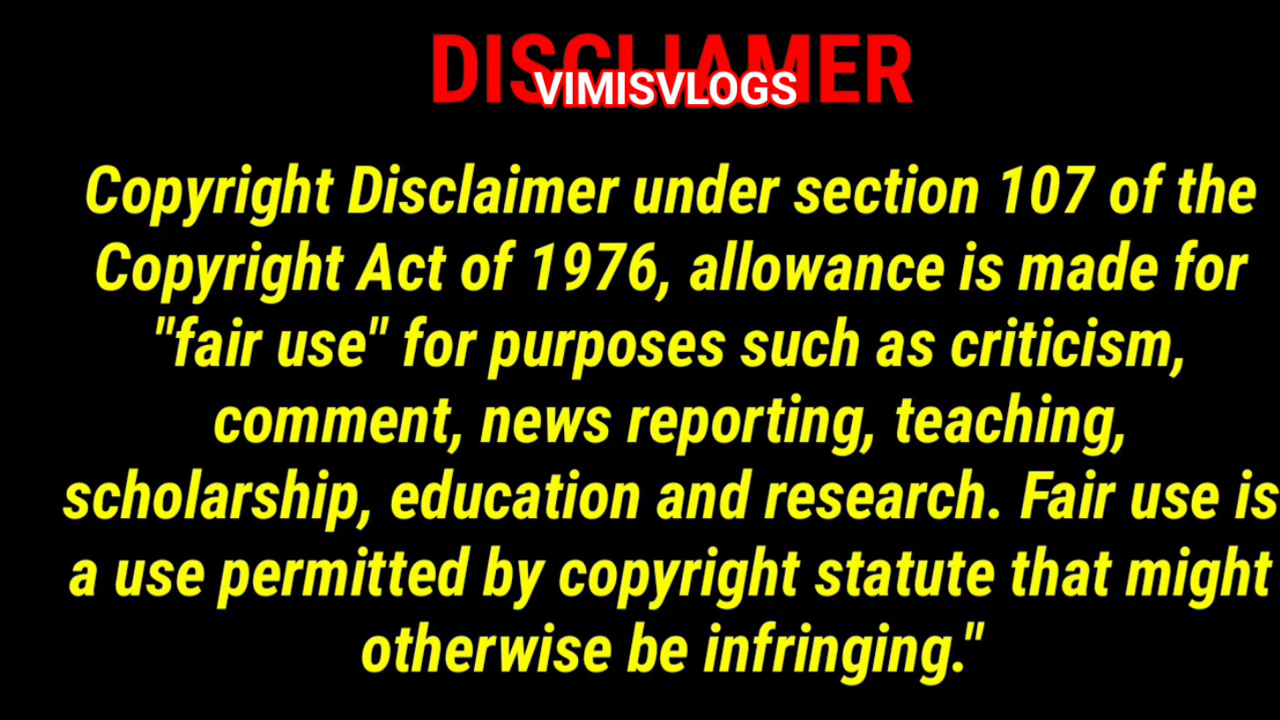 DISCLIAMER
VIMISVLOGS
Copyright Disclaimer under section 107 of the
Copyright Act of 1976, allowance is made for
"fair use" for purposes such as criticism,
comment, news reporting, teaching,
scholarship, education and research. Fair use is
a use permitted by copyright statute that might
otherwise be infringing."